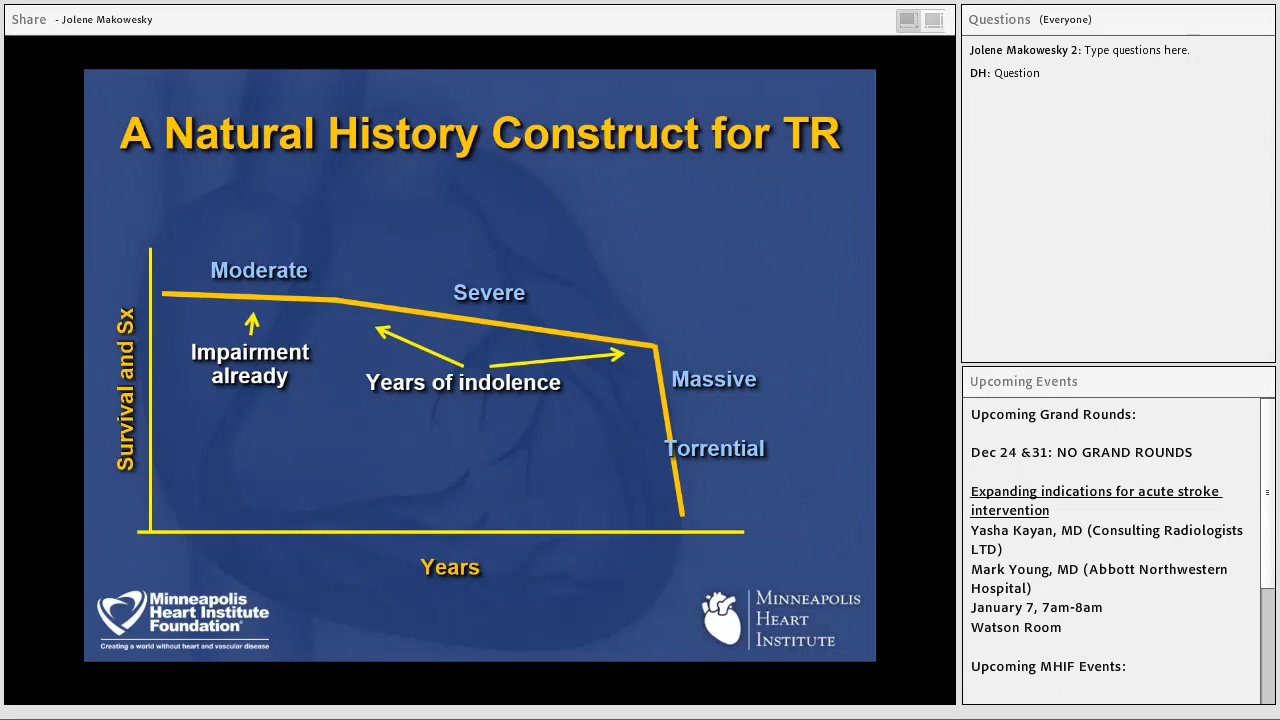 Share - Jolene Makowesky
A Natural History Construct for TR
Survival and Sx
Moderate
Severe
Impairment
already
Years of indolence
Massive
Torrential
Years
Minneapolis
Heart Institute
Foundation®
Creating a world without heart and vascular disease
Minneapolis
Heart
Institute
Questions (Everyone)
Jolene Makowesky 2: Type questions here.
DH: Question
Upcoming Events
Upcoming Grand Rounds:
Dec 24 &31: NO GRAND ROUNDS
Expanding indications for acute stroke
intervention
Yasha Kayan, MD (Consulting Radiologists
LTD)
Mark Young, MD (Abbott Northwestern
Hospital)
January 7, 7am-8am
Watson Room
Upcoming MHIF Events: